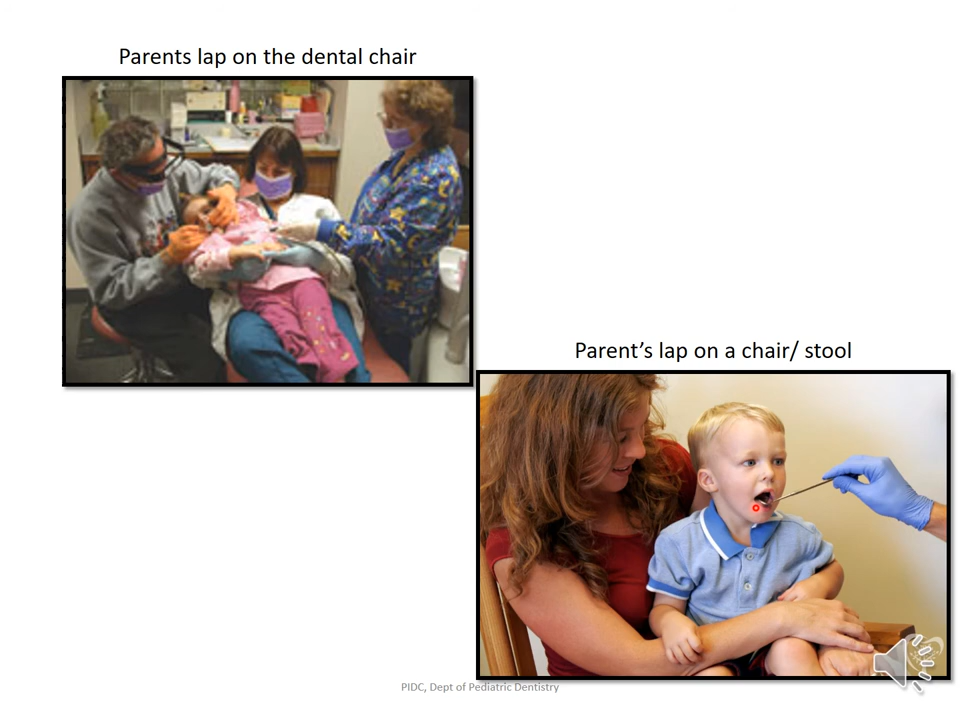 Parents lap on the dental chair
Parent’s lap on a chair/ stool
PIDC, Dept of Pediatric Dentistry